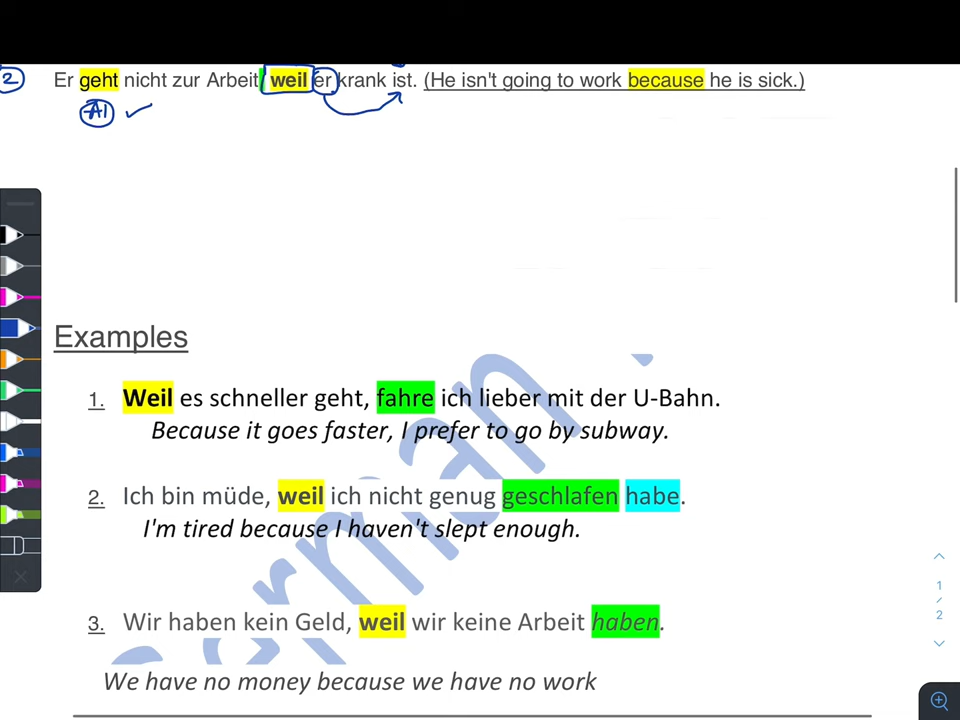 2 Er geht nicht zur Arbeit, weil er krank ist. (He isn't going to work because he is sick.)
A1
Examples
1. Weil es schneller geht, fahre ich lieber mit der U-Bahn.
Because it goes faster, I prefer to go by subway.
2. Ich bin müde, weil ich nicht genug geschlafen habe.
I'm tired because I haven't slept enough.
3. Wir haben kein Geld, weil wir keine Arbeit haben.
We have no money because we have no work
German
1
/
2